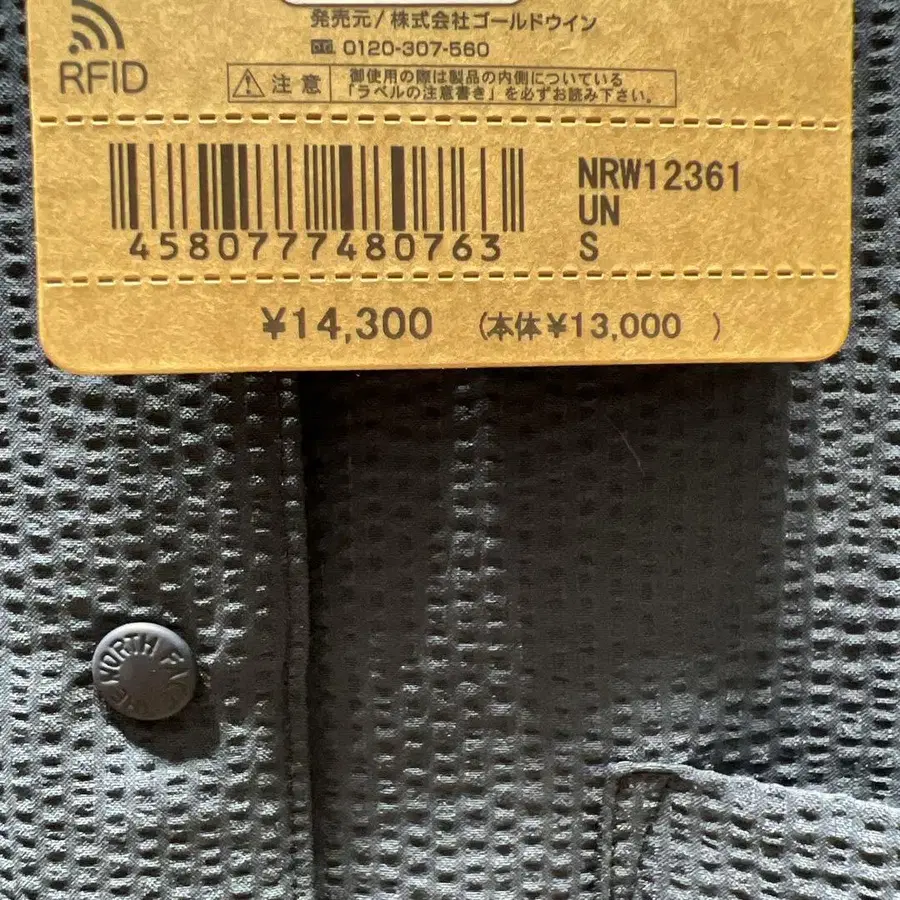 発売元/株式会社ゴールドウイン
0120-307-560
RFID
注意
御使用の際は製品の内側についている
「ラベルの注意書き」を必ずお読み下さい。
4580777480763
NRW12361
UN
S
¥14,300 (本体¥13,000 )
THE NORTH